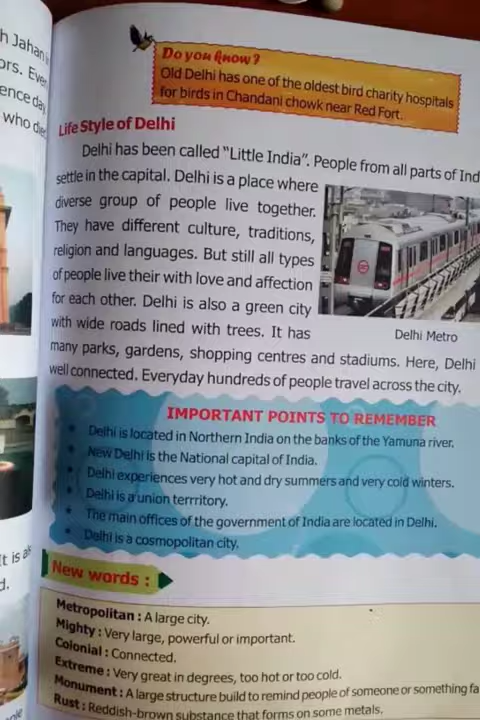 h Jahan
ors. Eve
ence day
who died
Do you know?
Old Delhi has one of the oldest bird charity hospitals
for birds in Chandani chowk near Red Fort.
Life Style of Delhi
Delhi has been called "Little India". People from all parts of Ind
settle in the capital. Delhi is a place where
diverse group of people live together.
They have different culture, traditions,
religion and languages. But still all types
of people live their with love and affection
for each other. Delhi is also a green city
with wide roads lined with trees. It has
Delhi Metro
many parks, gardens, shopping centres and stadiums. Here, Delhi
well connected. Everyday hundreds of people travel across the city.
IMPORTANT POINTS TO REMEMBER
Delhi is located in Northern India on the banks of the Yamuna river.
New Delhi is the National capital of India.
Delhi experiences very hot and dry summers and very cold winters.
Delhi is a union terrritory.
The main offices of the government of India are located in Delhi.
Delhi is a cosmopolitan city.
It is als
d.
New words :
Metropolitan : A large city.
Mighty : Very large, powerful or important.
Colonial : Connected.
Extreme : Very great in degrees, too hot or too cold.
Monument : A large structure build to remind people of someone or something fa
Rust : Reddish-brown substance that forms on some metals.
ople